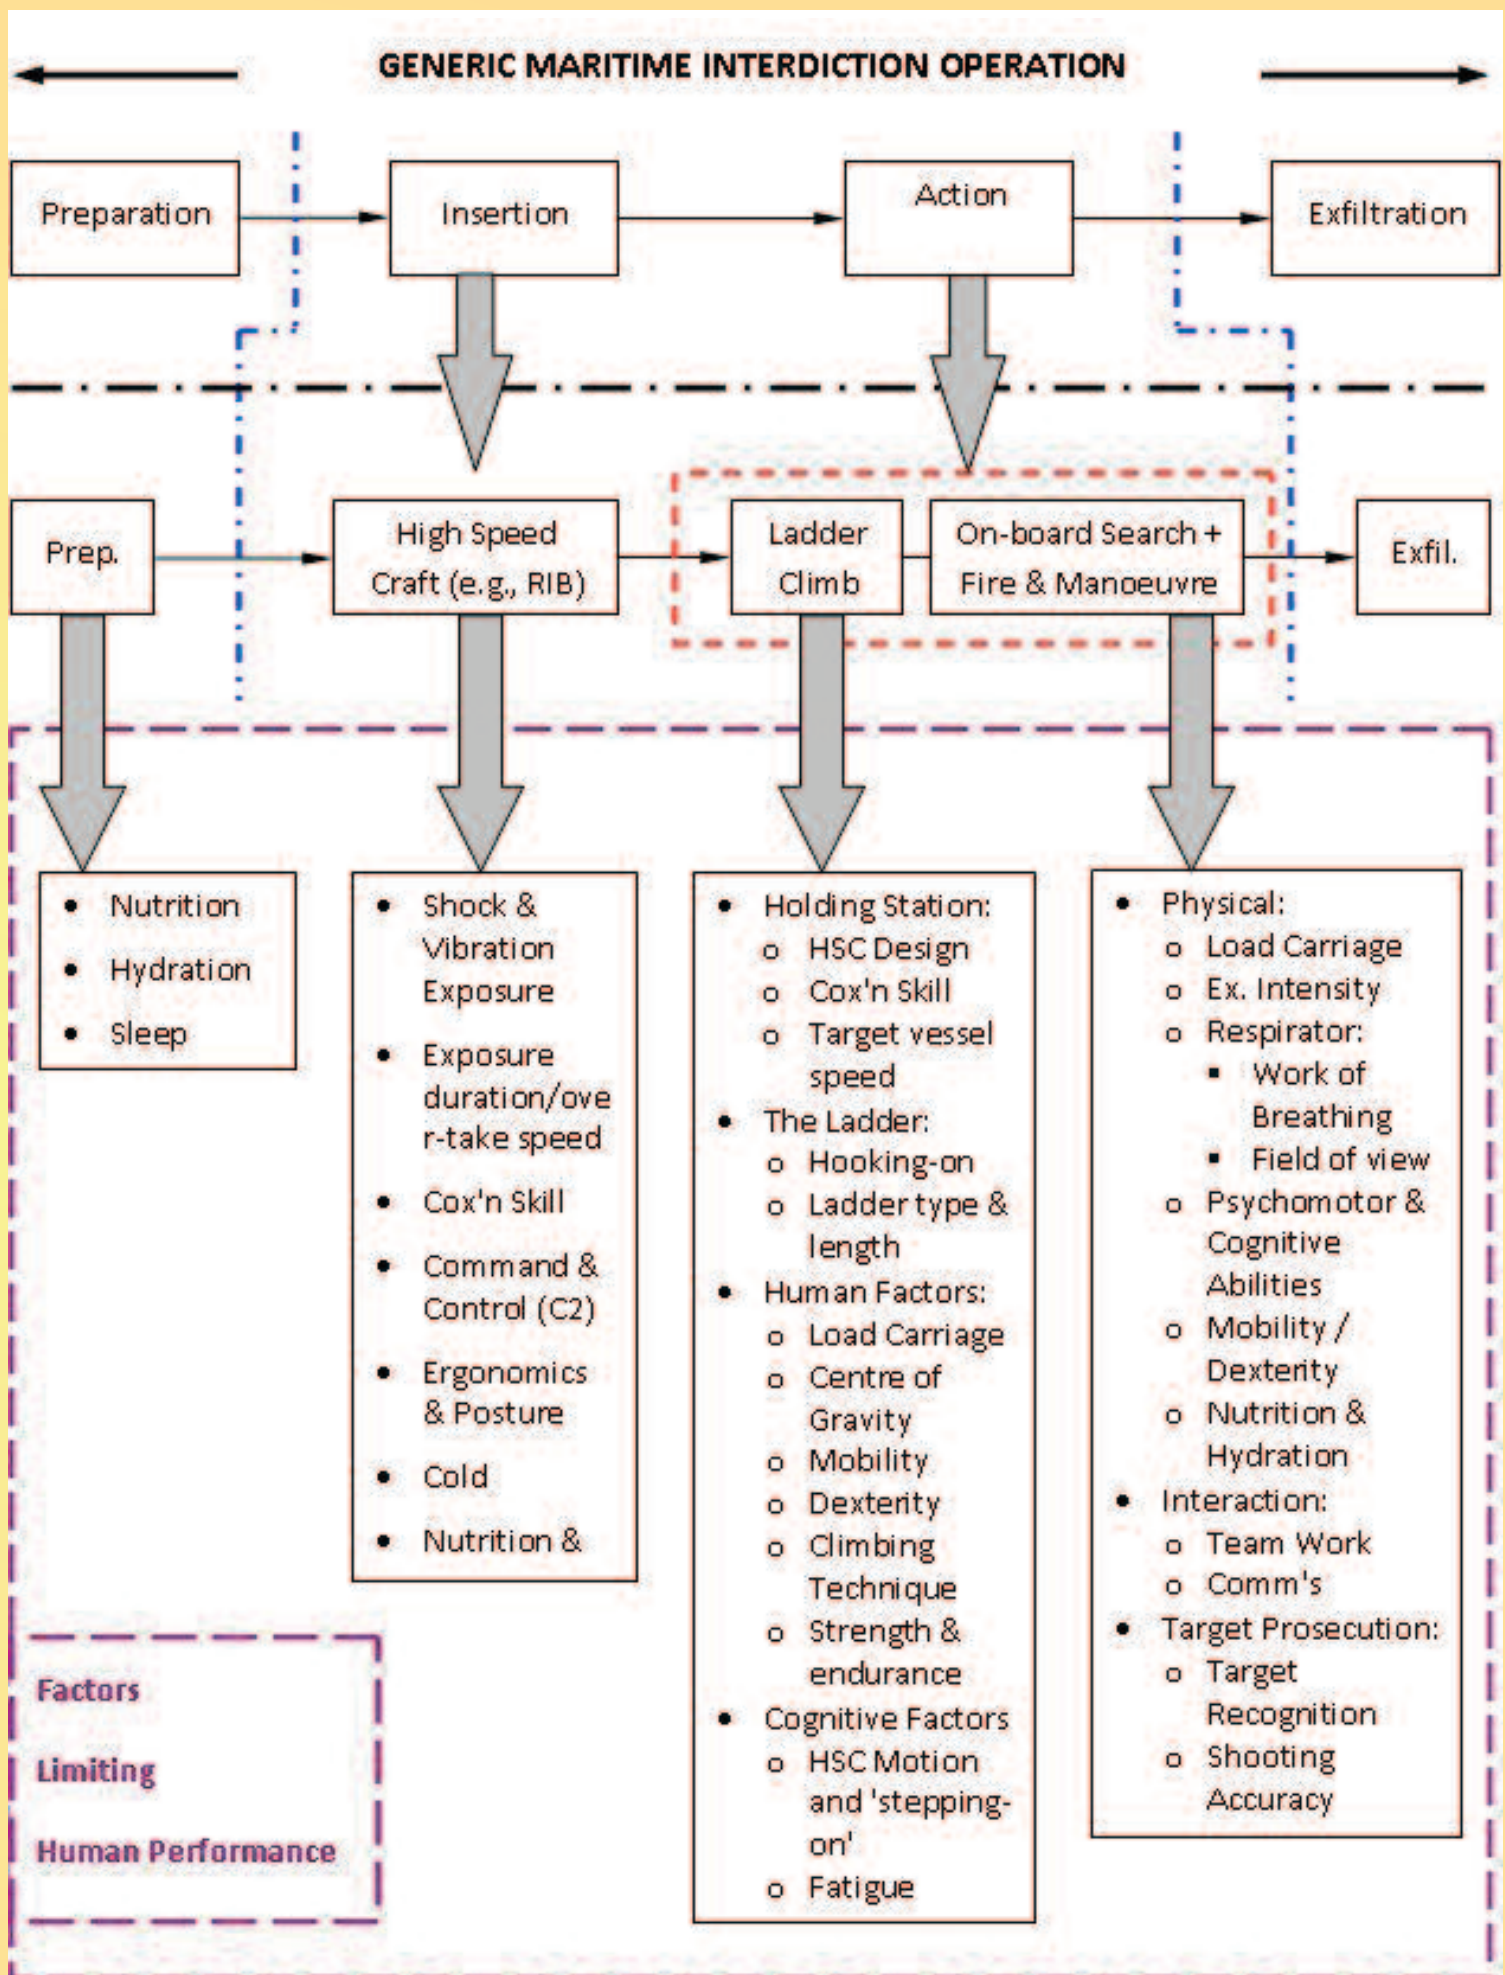 GENERIC MARITIME INTERDICTION OPERATION
Preparation
Insertion
Action
Exfiltration
Prep.
High Speed
Craft (e.g., RIB)
Ladder
Climb
On-board Search +
Fire & Manoeuvre
Exfil.
• Nutrition
• Hydration
• Sleep
• Shock &
Vibration
Exposure
• Exposure
duration/ove
r-take speed
• Cox'n Skill
• Command &
Control (C2)
• Ergonomics
& Posture
• Cold
• Nutrition &
• Holding Station:
o HSC Design
o Cox'n Skill
o Target vessel
speed
• The Ladder:
o Hooking-on
o Ladder type &
length
• Human Factors:
o Load Carriage
o Centre of
Gravity
o Mobility
o Dexterity
o Climbing
Technique
o Strength &
endurance
• Cognitive Factors
o HSC Motion
and 'stepping-
on'
o Fatigue
• Physical:
o Load Carriage
o Ex. Intensity
o Respirator:
▪ Work of
Breathing
▪ Field of view
o Psychomotor &
Cognitive
Abilities
o Mobility /
Dexterity
o Nutrition &
Hydration
• Interaction:
o Team Work
o Comm's
• Target Prosecution:
o Target
Recognition
o Shooting
Accuracy
Factors
Limiting
Human Performance